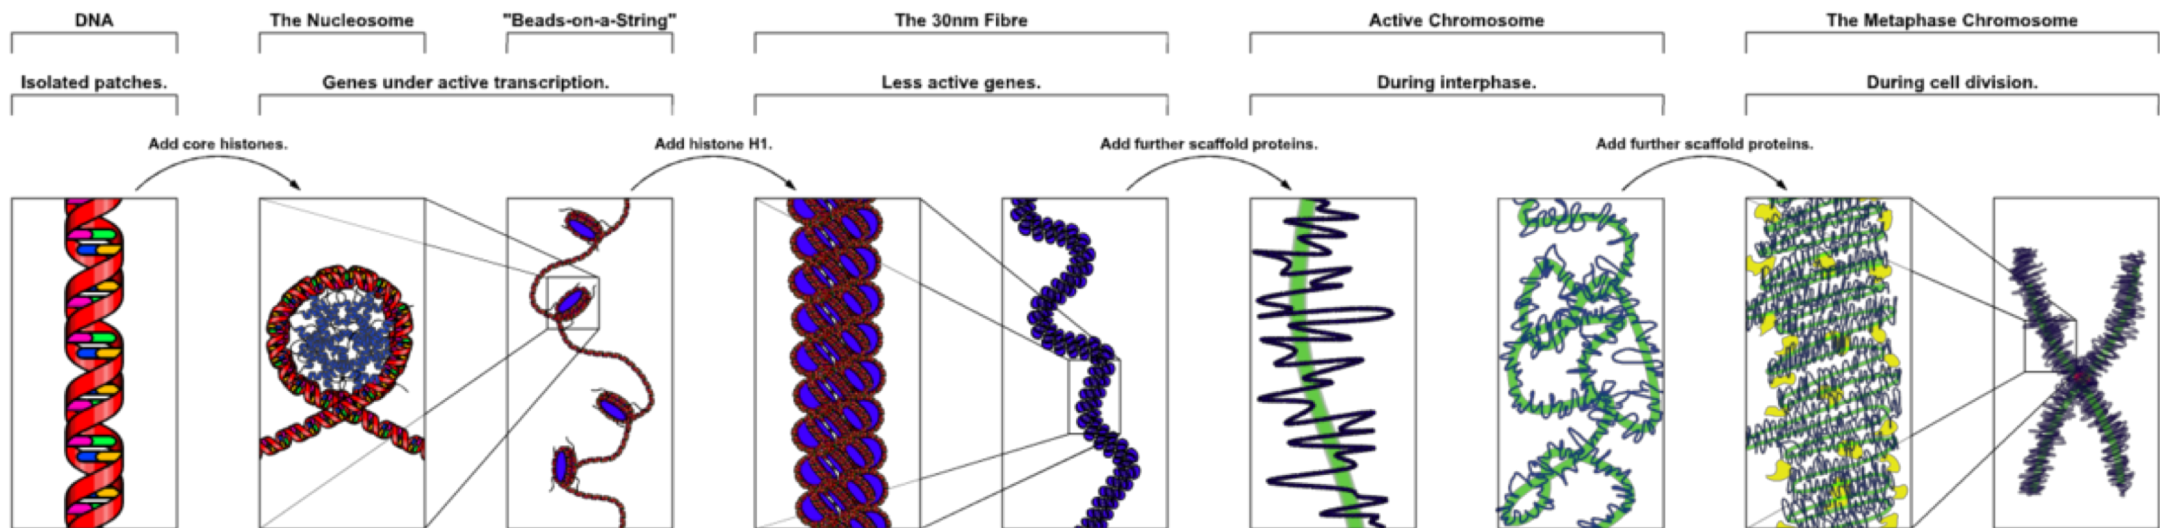 DNA
The Nucleosome
"Beads-on-a-String"
The 30nm Fibre
Active Chromosome
The Metaphase Chromosome
Isolated patches.
Genes under active transcription.
Less active genes.
During interphase.
During cell division.
Add core histones.
Add histone H1.
Add further scaffold proteins.
Add further scaffold proteins.